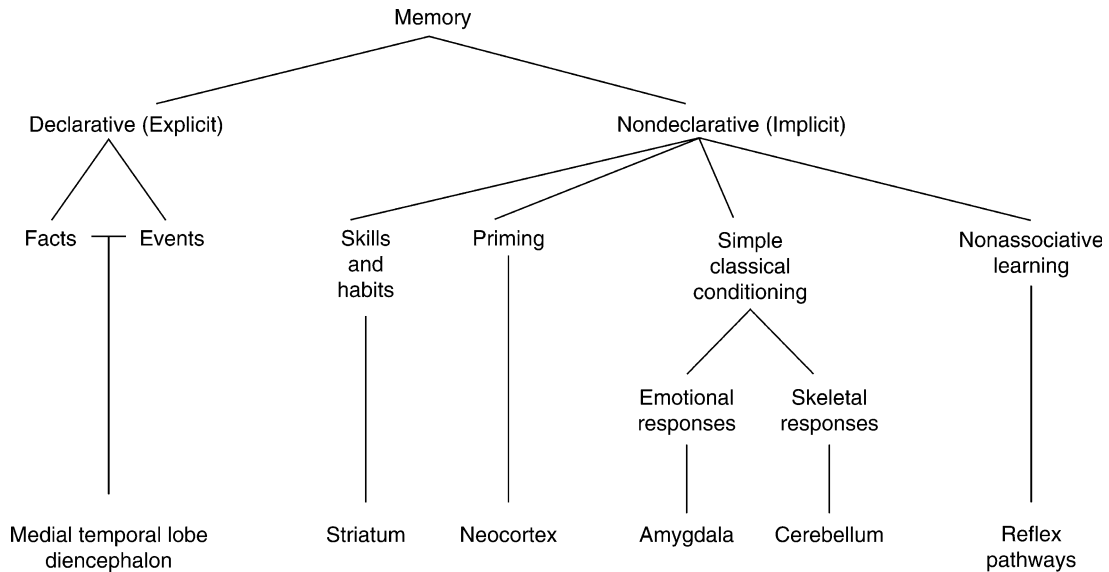 Memory
Declarative (Explicit)
Nondeclarative (Implicit)
Facts
Events
Skills
and
habits
Priming
Simple
classical
conditioning
Nonassociative
learning
Emotional
responses
Skeletal
responses
Medial temporal lobe
diencephalon
Striatum
Neocortex
Amygdala
Cerebellum
Reflex
pathways